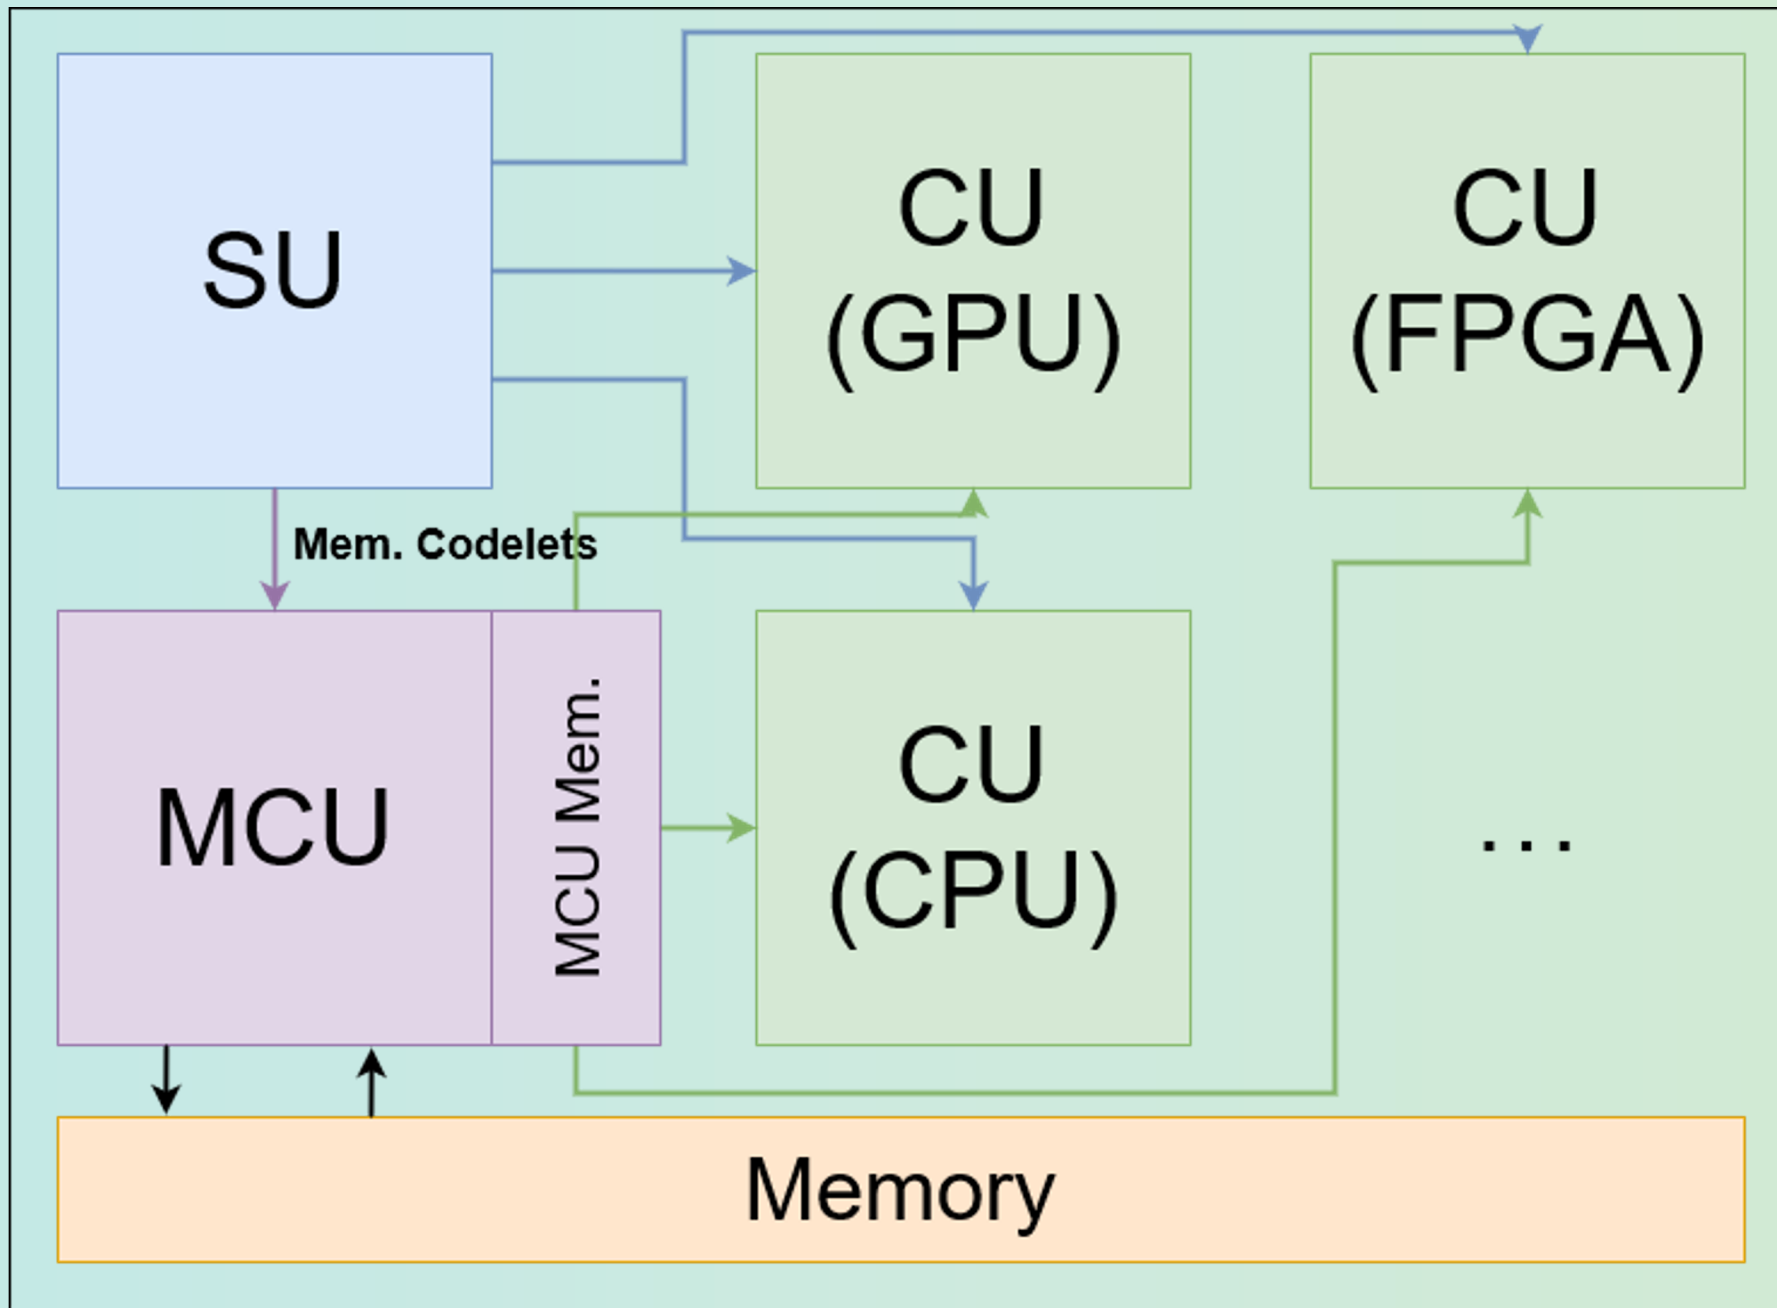 SU
CU
(GPU)
CU
(FPGA)
Mem. Codelets
MCU
MCU Mem.
CU
(CPU)
...
Memory